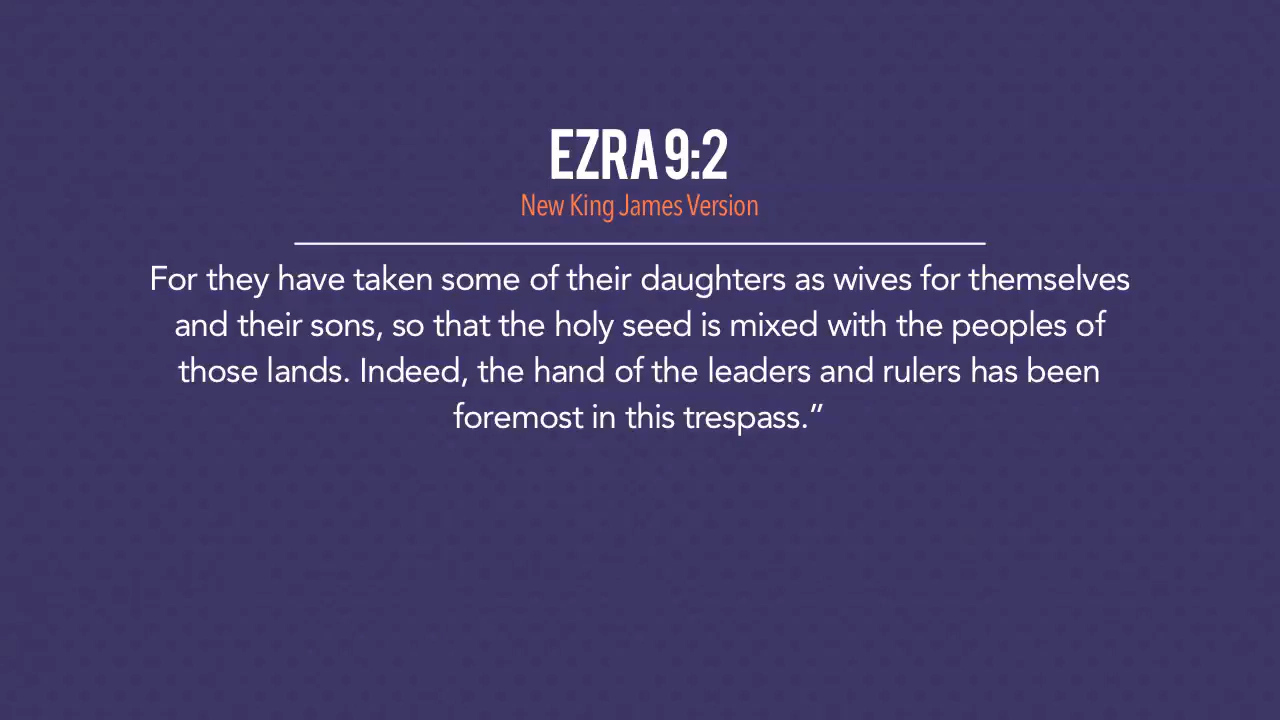 EZRA 9:2
New King James Version
For they have taken some of their daughters as wives for themselves
and their sons, so that the holy seed is mixed with the peoples of
those lands. Indeed, the hand of the leaders and rulers has been
foremost in this trespass.”